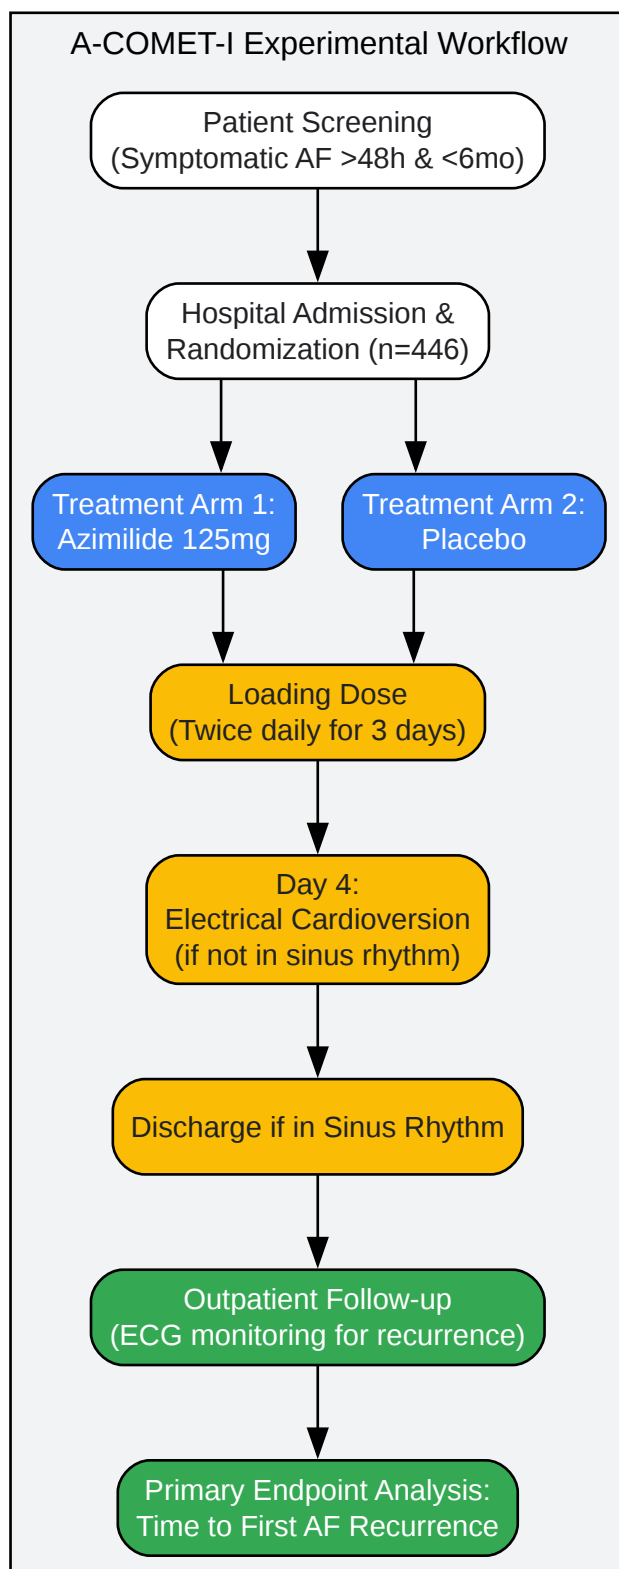 A-COMET-I Experimental Workflow
Patient Screening
(Symptomatic AF >48h & <6mo)
Hospital Admission &
Randomization (n=446)
Treatment Arm 1:
Azimilide 125mg
Treatment Arm 2:
Placebo
Loading Dose
(Twice daily for 3 days)
Day 4:
Electrical Cardioversion
(if not in sinus rhythm)
Discharge if in Sinus Rhythm
Outpatient Follow-up
(ECG monitoring for recurrence)
Primary Endpoint Analysis:
Time to First AF Recurrence